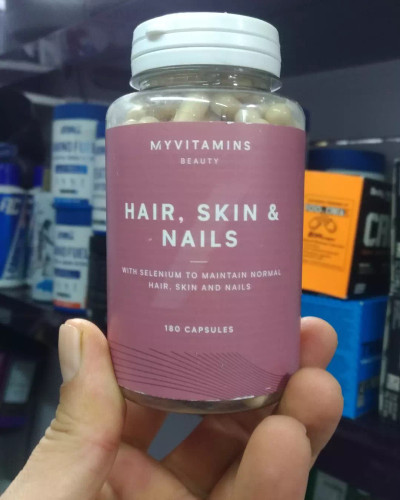 MYVITAMINS
BEAUTY
HAIR, SKIN &
NAILS
WITH SELENIUM TO MAINTAIN NORMAL
HAIR, SKIN AND NAILS
180 CAPSULES